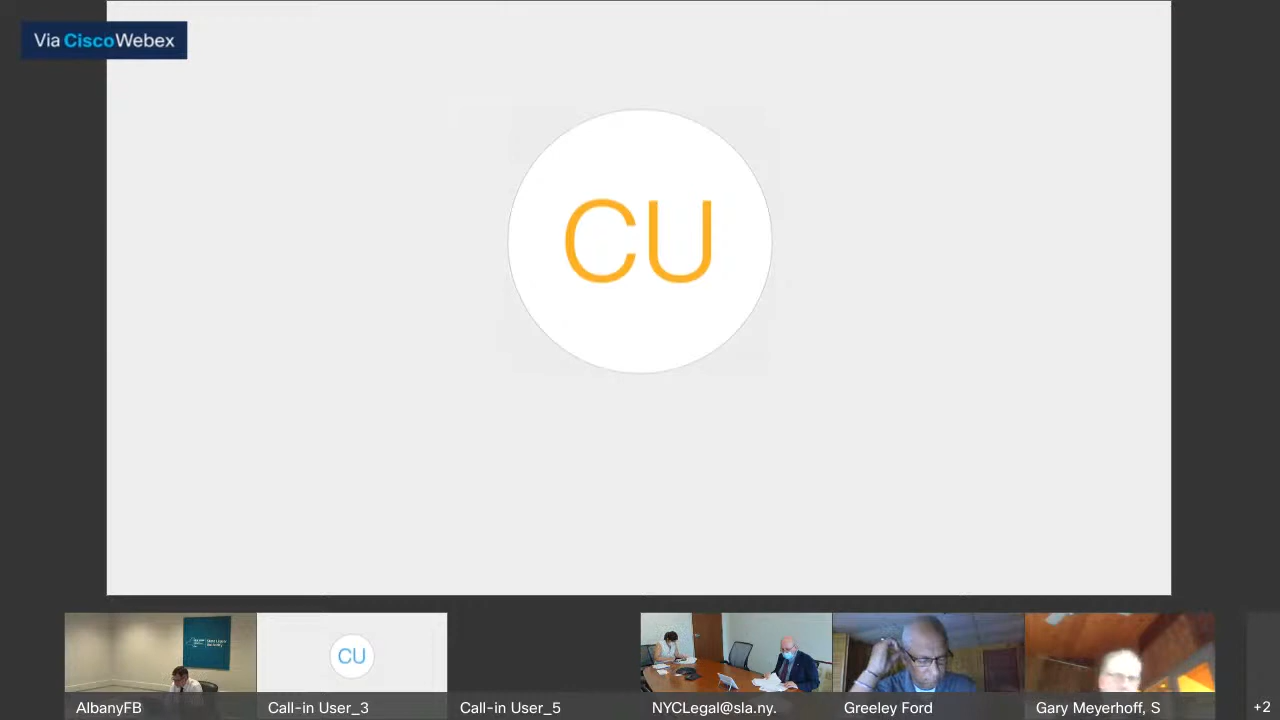 Via CiscoWebex
CU
CU
AlbanyFB
Call-in User_3
Call-in User_5
NYCLegal@sla.ny.
Greeley Ford
Gary Meyerhoff, S
+2